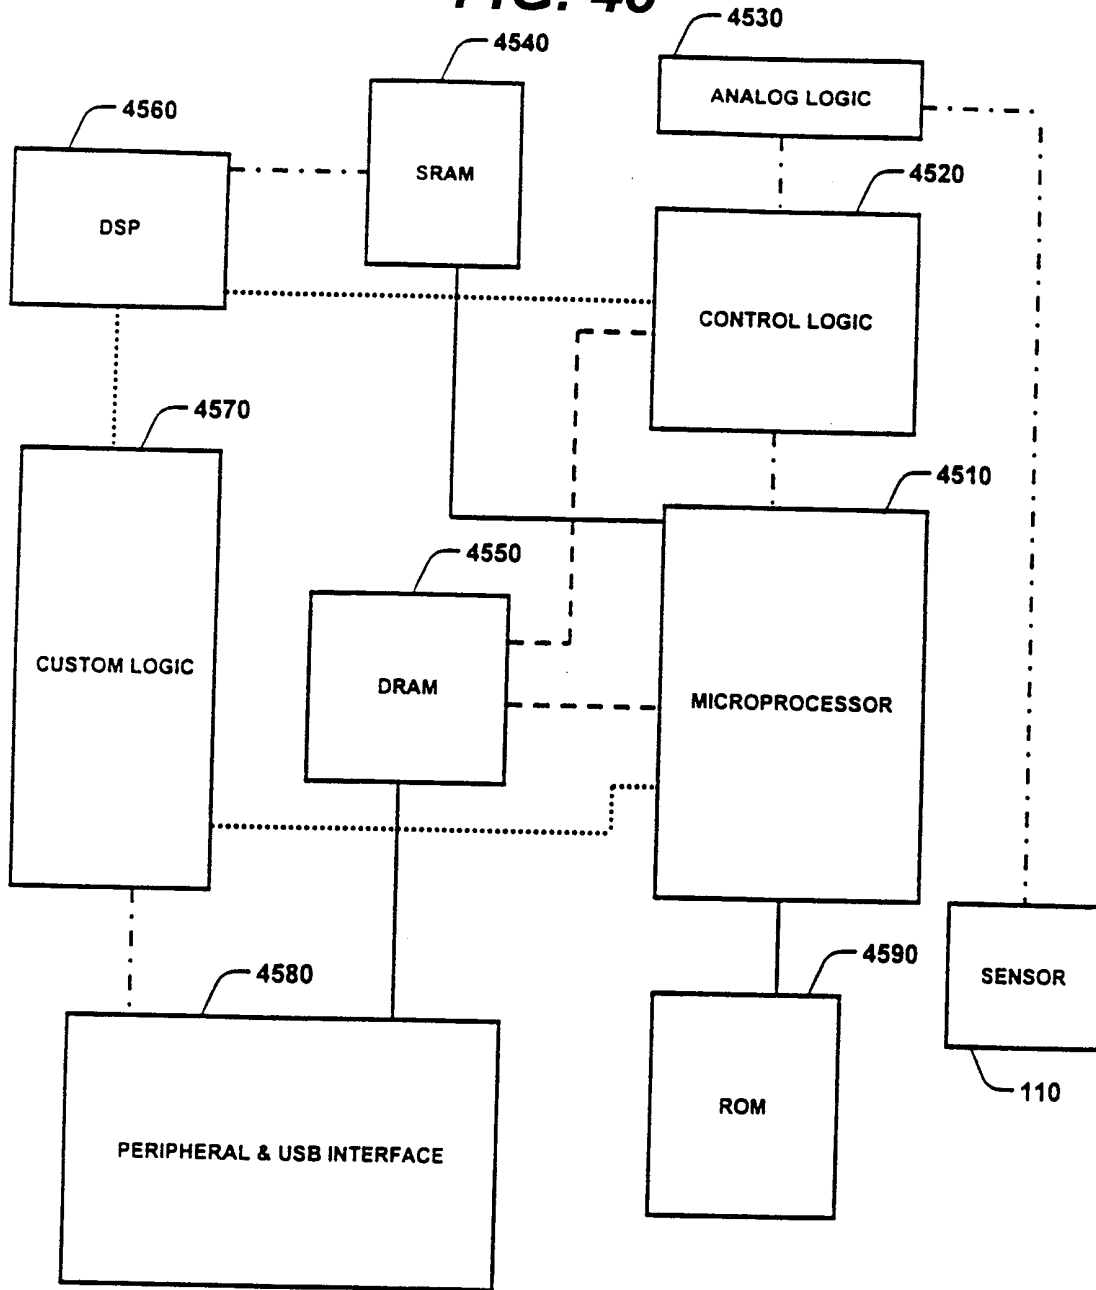 4540
4530
4560
ANALOG LOGIC
SRAM
4520
DSP
CONTROL LOGIC
4570
4510
4550
CUSTOM LOGIC
DRAM
MICROPROCESSOR
4580
4590
SENSOR
110
ROM
PERIPHERAL & USB INTERFACE